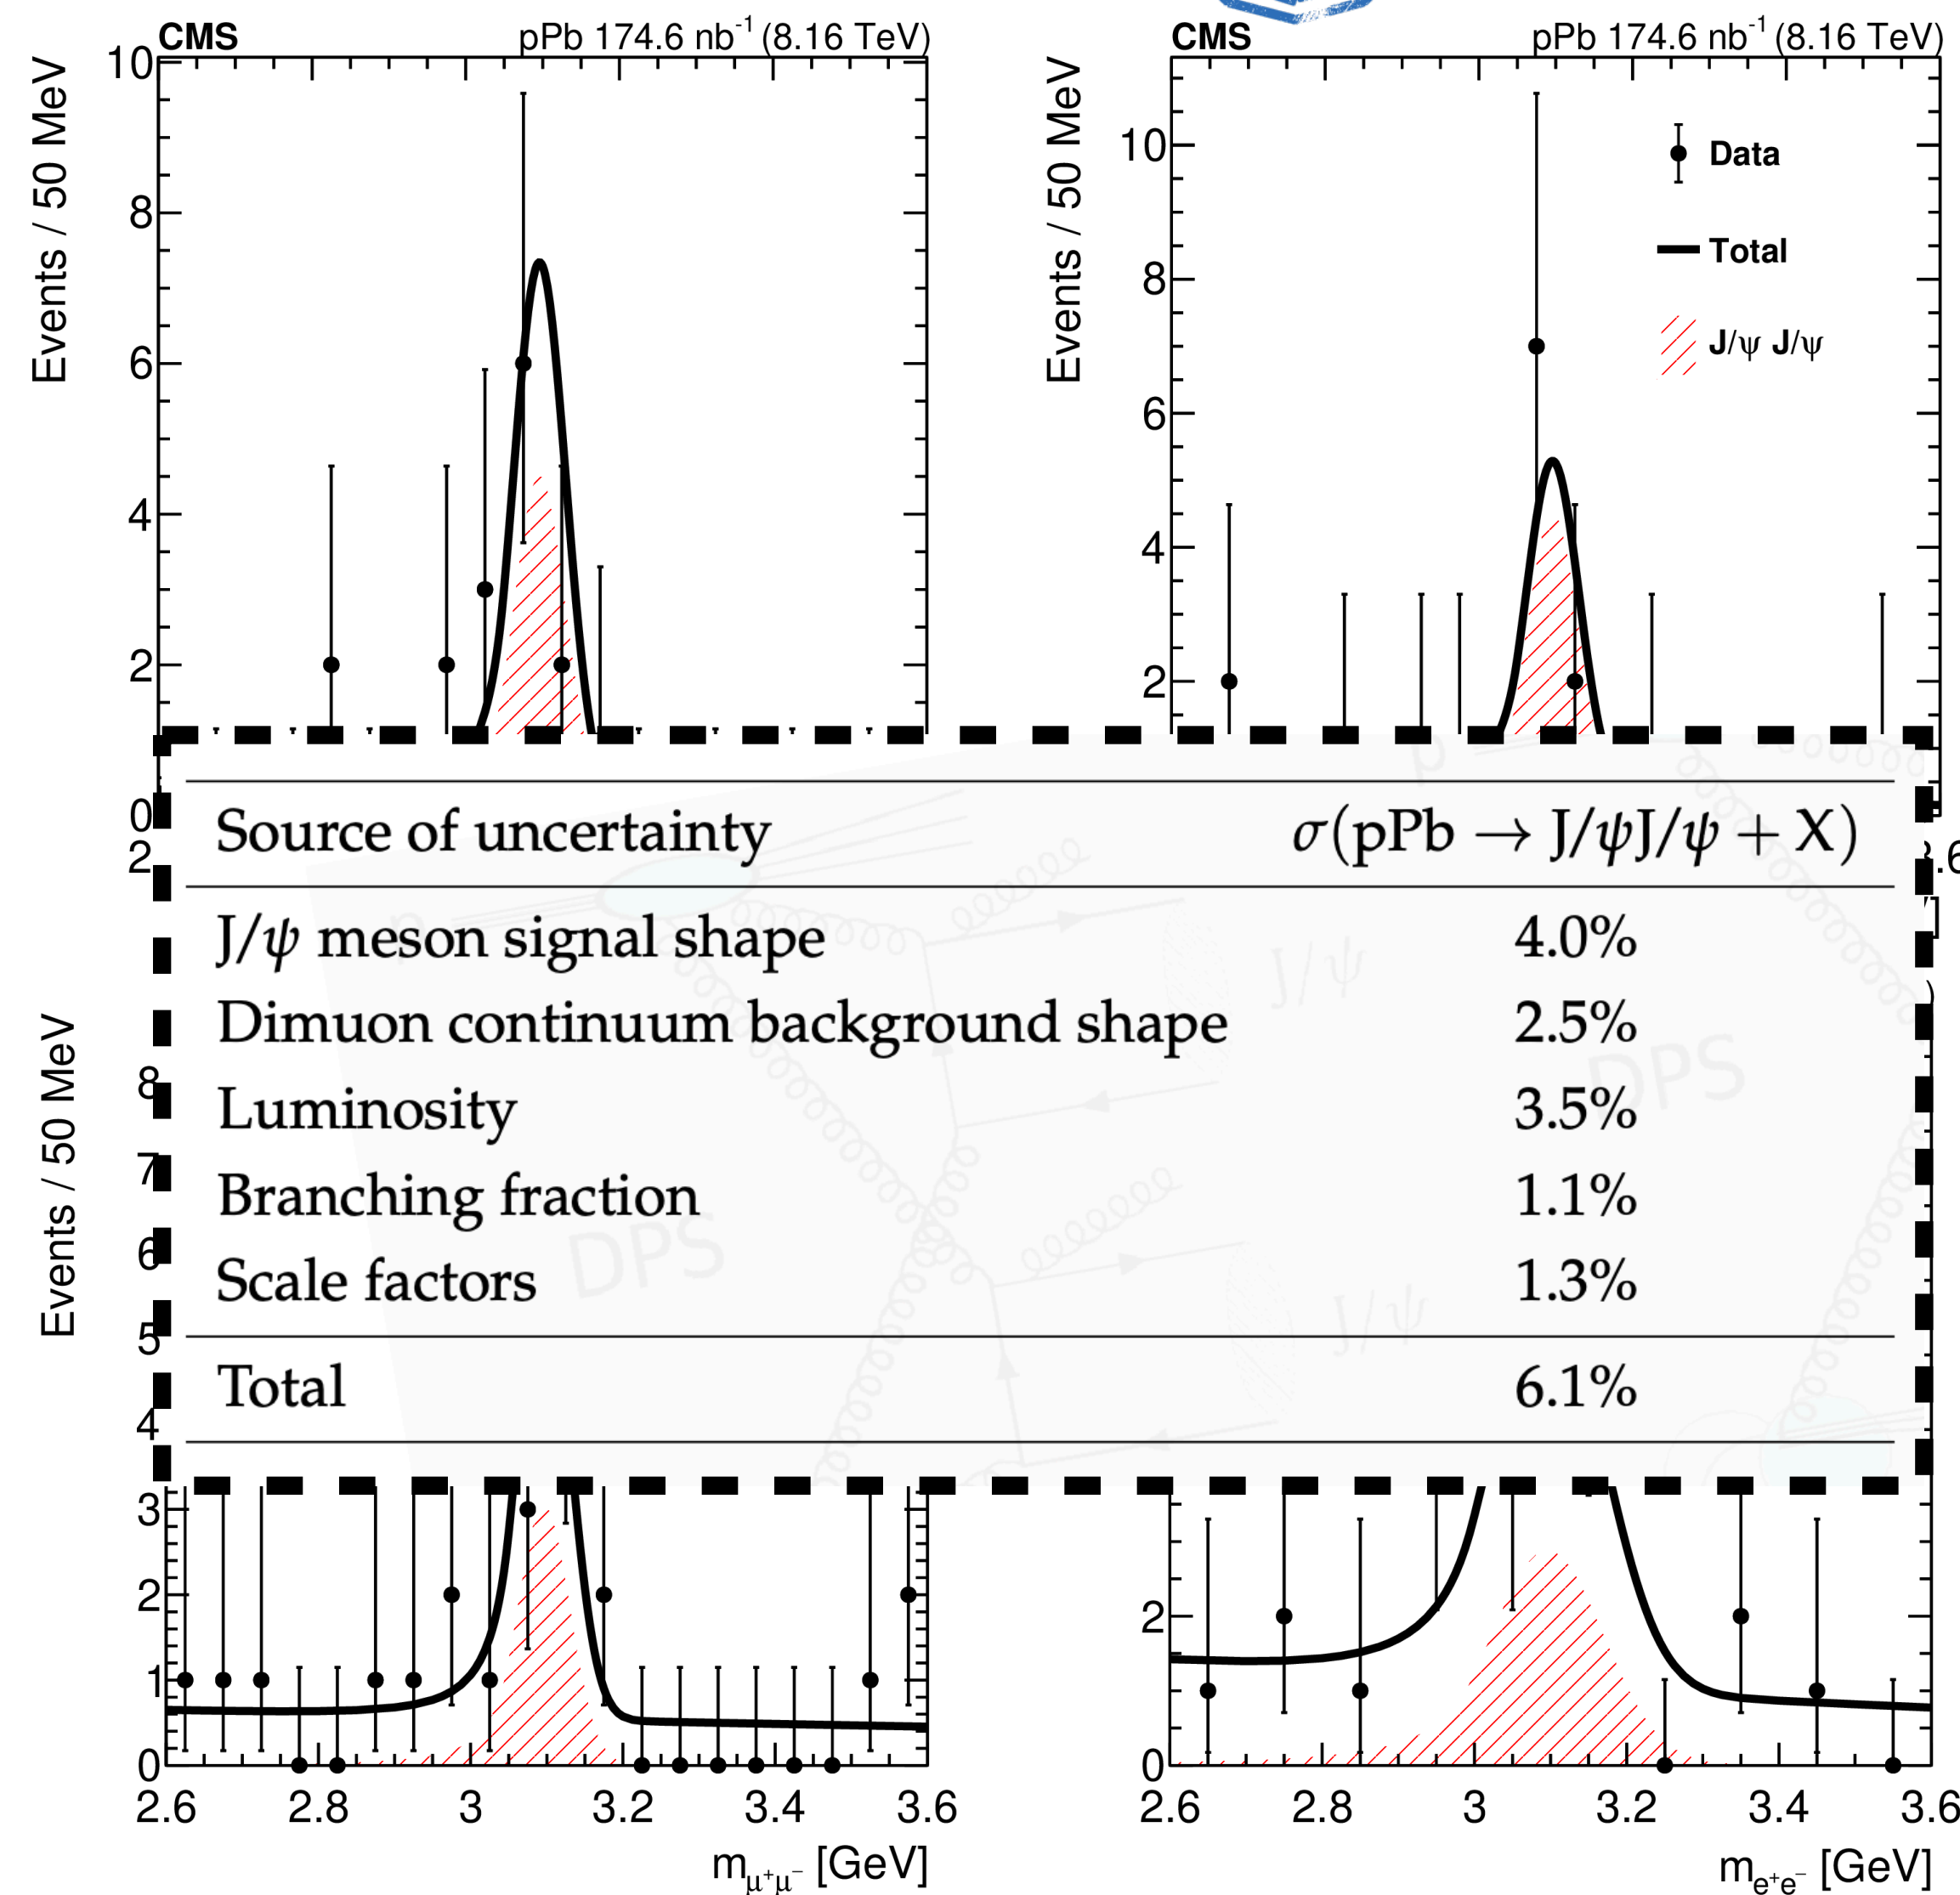 CMS pPb 174.6 nb⁻¹ (8.16 TeV)
Events / 50 MeV
10
8
6
4
2
0
2
CMS pPb 174.6 nb⁻¹ (8.16 TeV)
Events / 50 MeV
10
8
6
4
2
Data
Total
J/ψ J/ψ
p
Source of uncertainty σ(pPb → J/ψJ/ψ + X)
J/ψ meson signal shape 4.0%
Dimuon continuum background shape 2.5%
Luminosity 3.5%
Branching fraction 1.1%
Scale factors 1.3%
Total 6.1%
p
J/ψ
DPS
DPS
J/ψ
Events / 50 MeV
8
7
6
5
4
3
2
1
0
2.6 2.8 3 3.2 3.4 3.6
m_μ⁺μ⁻ [GeV]
2
0
2.6 2.8 3 3.2 3.4 3.6
m_e⁺e⁻ [GeV]